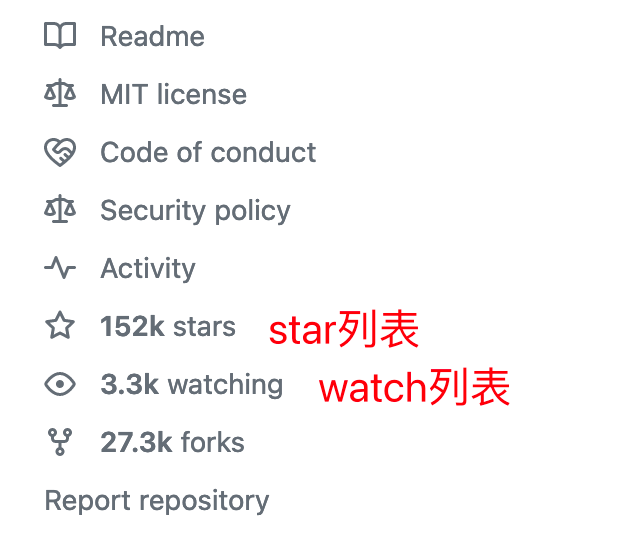 Readme
MIT license
Code of conduct
Security policy
Activity
152k stars star列表
3.3k watching watch列表
27.3k forks
Report repository